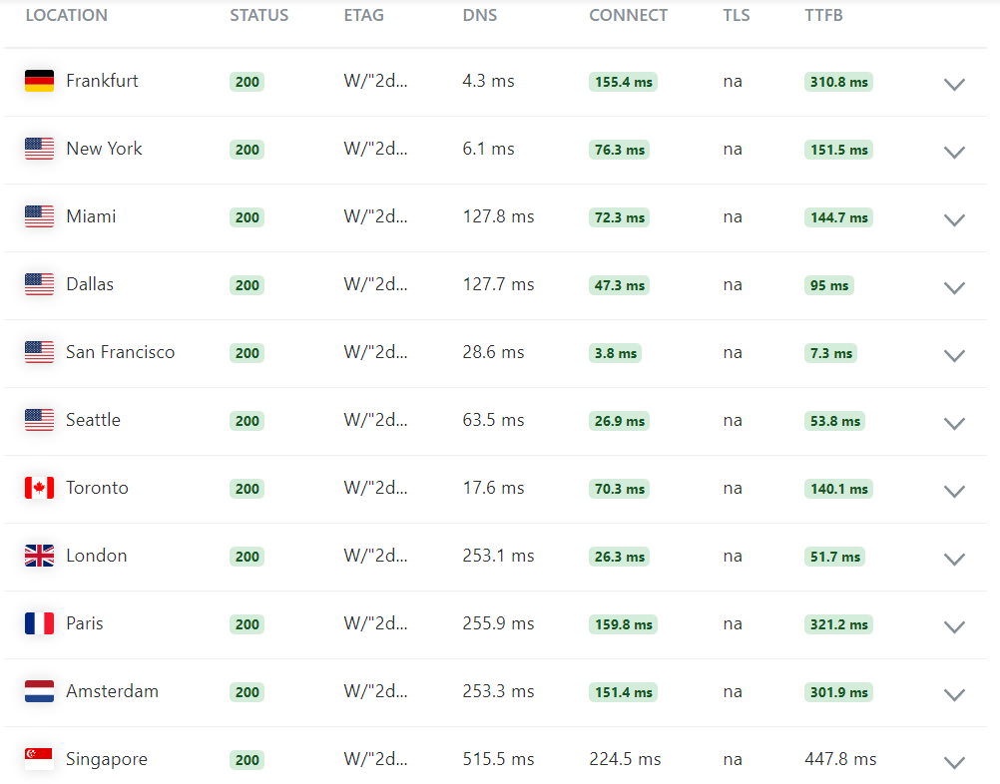 LOCATION STATUS ETAG DNS CONNECT TLS TTFB
Frankfurt 200 W/"2d... 4.3 ms 155.4 ms na 310.8 ms
New York 200 W/"2d... 6.1 ms 76.3 ms na 151.5 ms
Miami 200 W/"2d... 127.8 ms 72.3 ms na 144.7 ms
Dallas 200 W/"2d... 127.7 ms 47.3 ms na 95 ms
San Francisco 200 W/"2d... 28.6 ms 3.8 ms na 7.3 ms
Seattle 200 W/"2d... 63.5 ms 26.9 ms na 53.8 ms
Toronto 200 W/"2d... 17.6 ms 70.3 ms na 140.1 ms
London 200 W/"2d... 253.1 ms 26.3 ms na 51.7 ms
Paris 200 W/"2d... 255.9 ms 159.8 ms na 321.2 ms
Amsterdam 200 W/"2d... 253.3 ms 151.4 ms na 301.9 ms
Singapore 200 W/"2d... 515.5 ms 224.5 ms na 447.8 ms